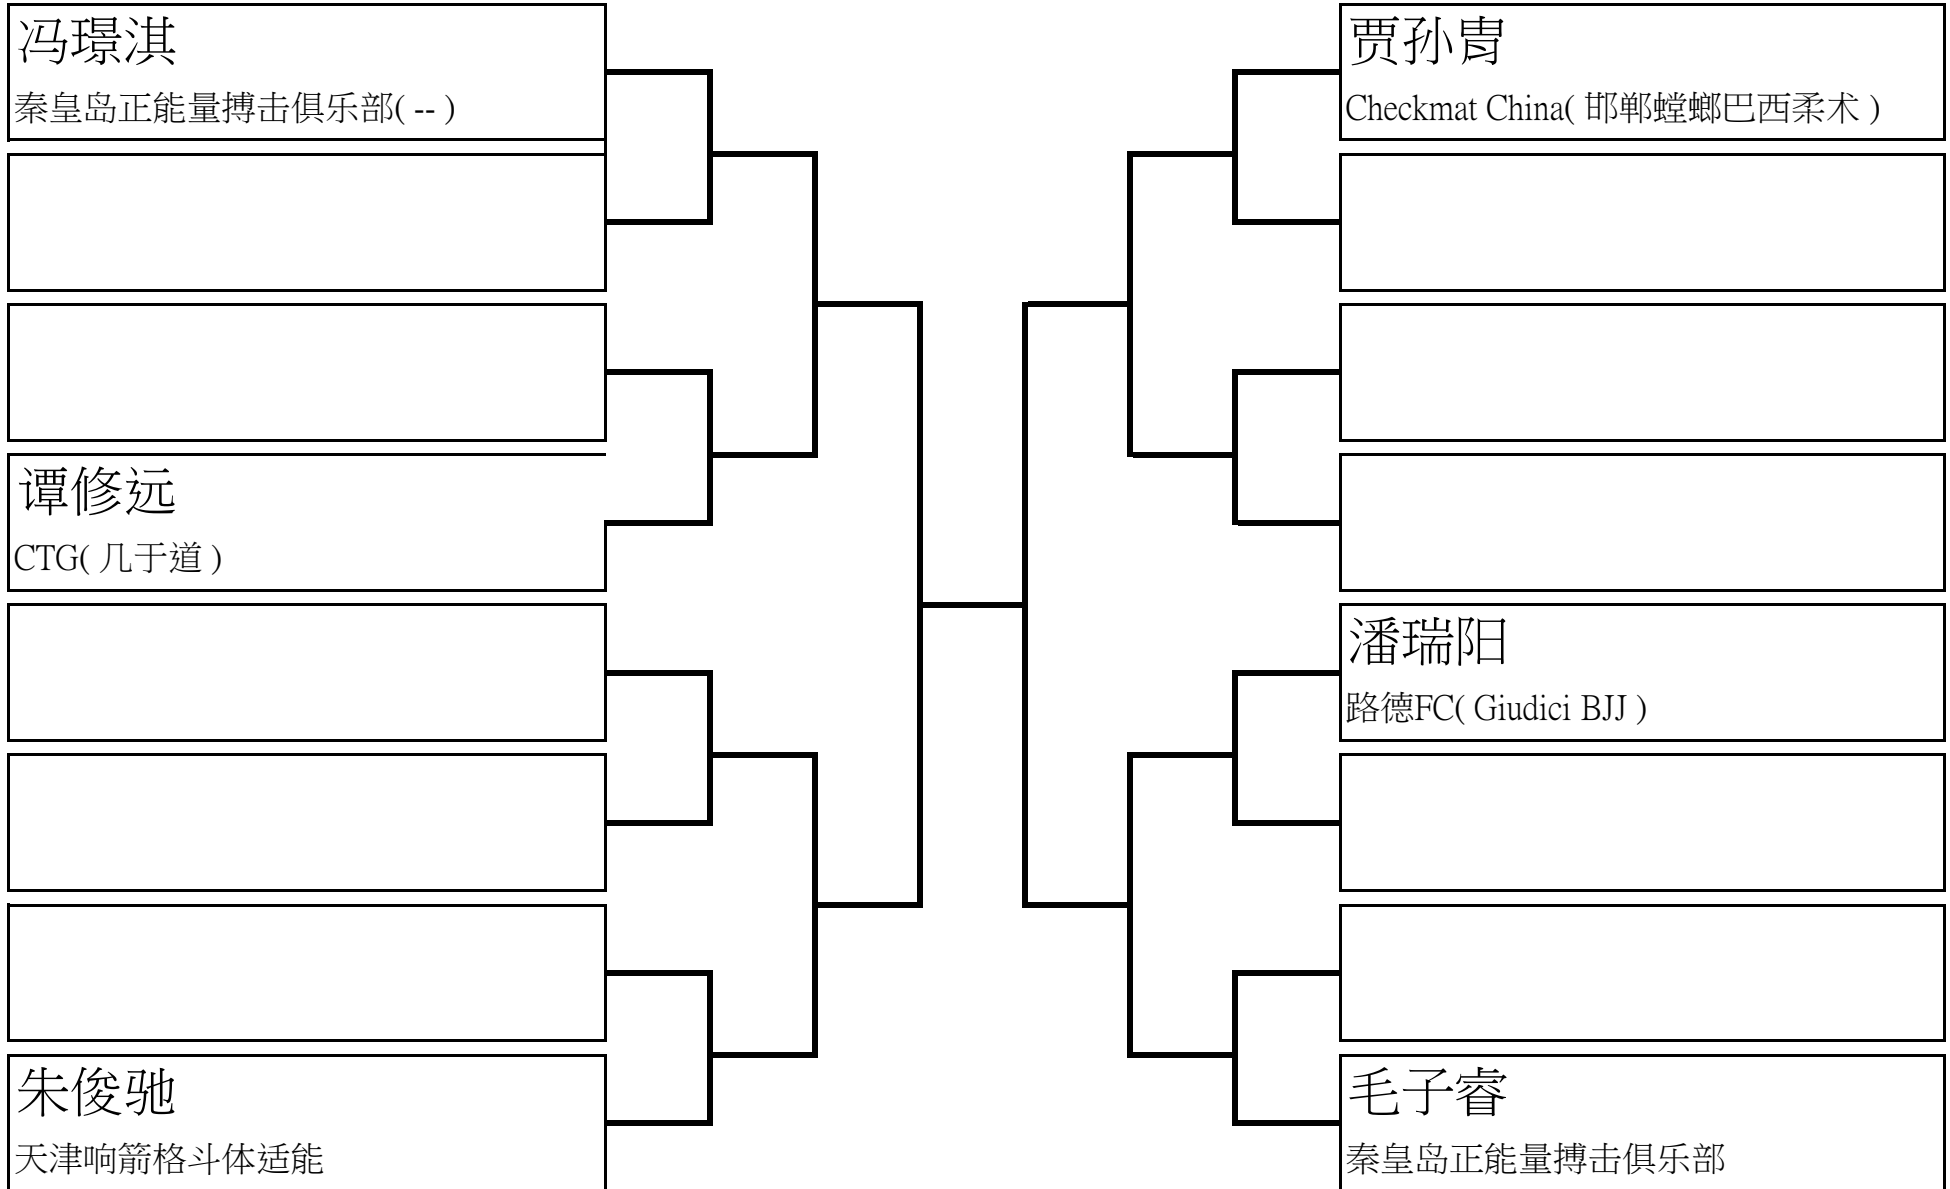 冯璟淇
秦皇岛正能量搏击俱乐部( -- )
谭修远
CTG( 几于道 )
朱俊驰
天津响箭格斗体适能
贾孙胄
Checkmat China( 邯郸螳螂巴西柔术 )
潘瑞阳
路德FC( Giudici BJJ )
毛子睿
秦皇岛正能量搏击俱乐部